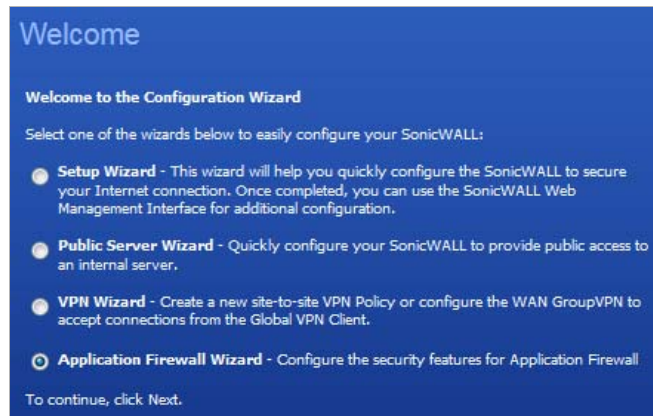 Welcome
Welcome to the Configuration Wizard
Select one of the wizards below to easily configure your SonicWALL:
Setup Wizard - This wizard will help you quickly configure the SonicWALL to secure
your Internet connection. Once completed, you can use the SonicWALL Web
Management Interface for additional configuration.
Public Server Wizard - Quickly configure your SonicWALL to provide public access to
an internal server.
VPN Wizard - Create a new site-to-site VPN Policy or configure the WAN GroupVPN to
accept connections from the Global VPN Client.
Application Firewall Wizard - Configure the security features for Application Firewall
To continue, click Next.